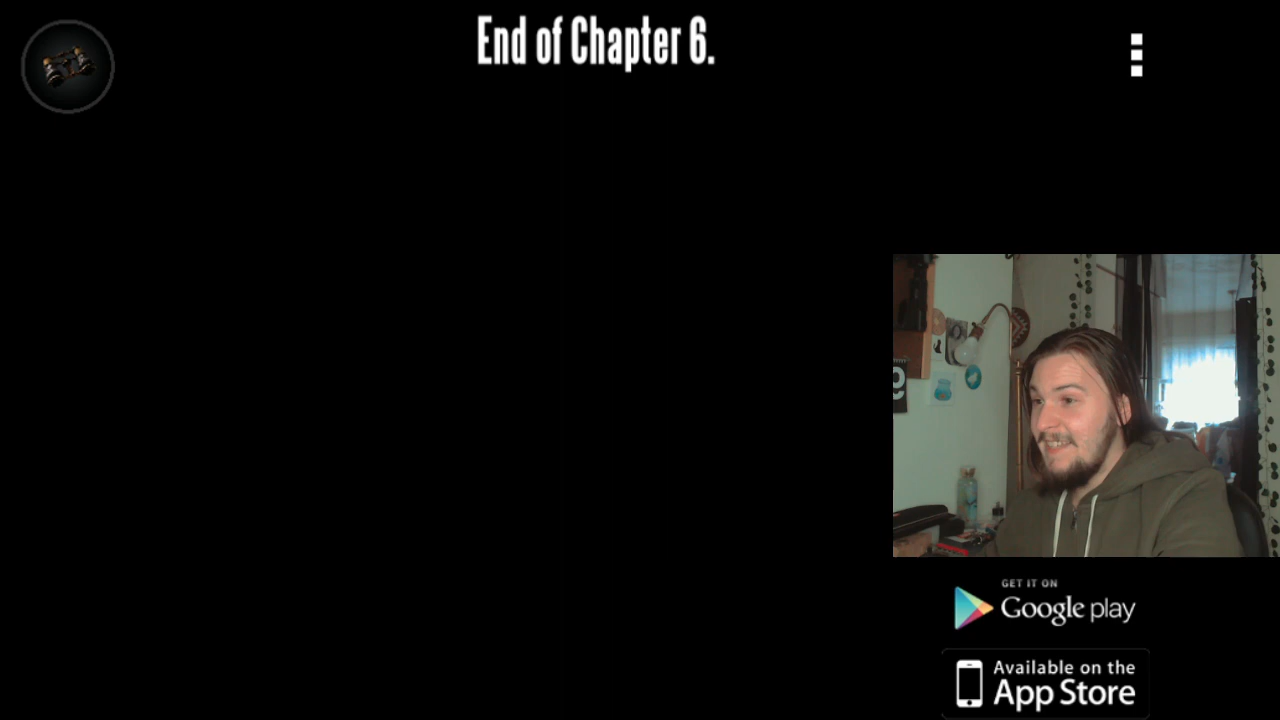 End of Chapter 6.
GET IT ON
Google play
Available on the
App Store